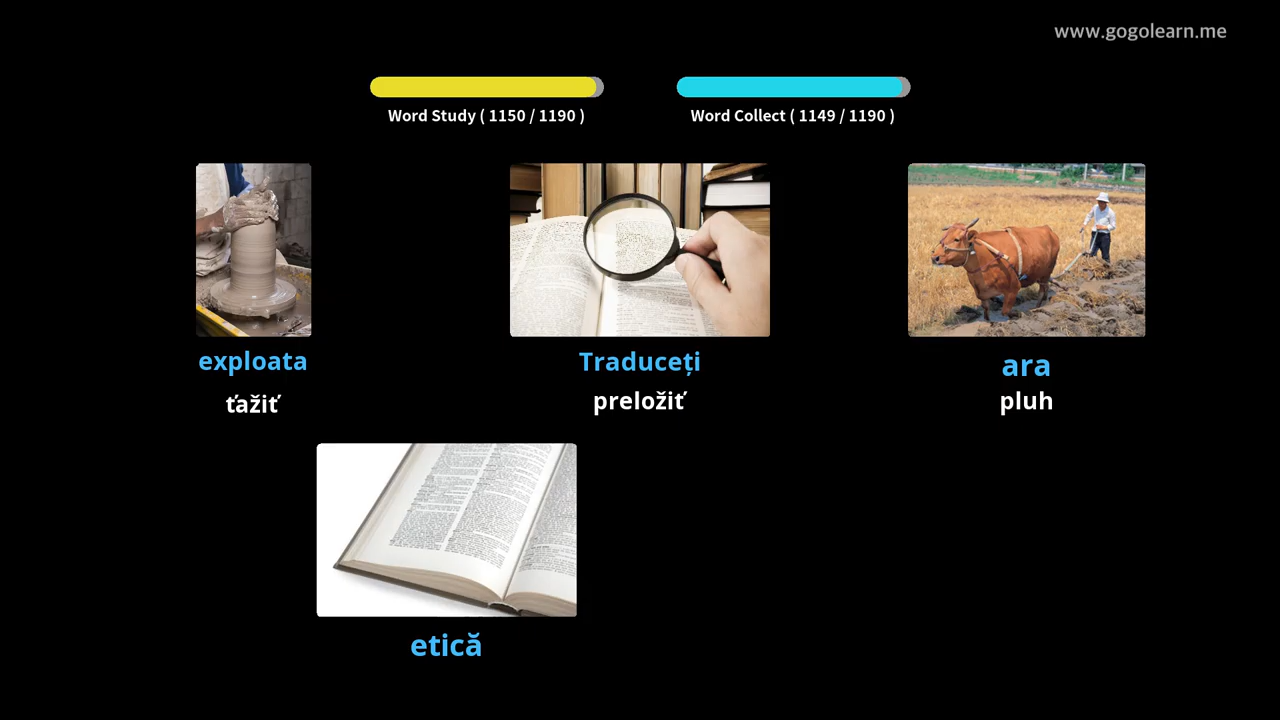 www.gogolearn.me
Word Study ( 1150 / 1190 )
Word Collect ( 1149 / 1190 )
exploata
ťažiť
Traduceți
preložiť
ara
pluh
etică